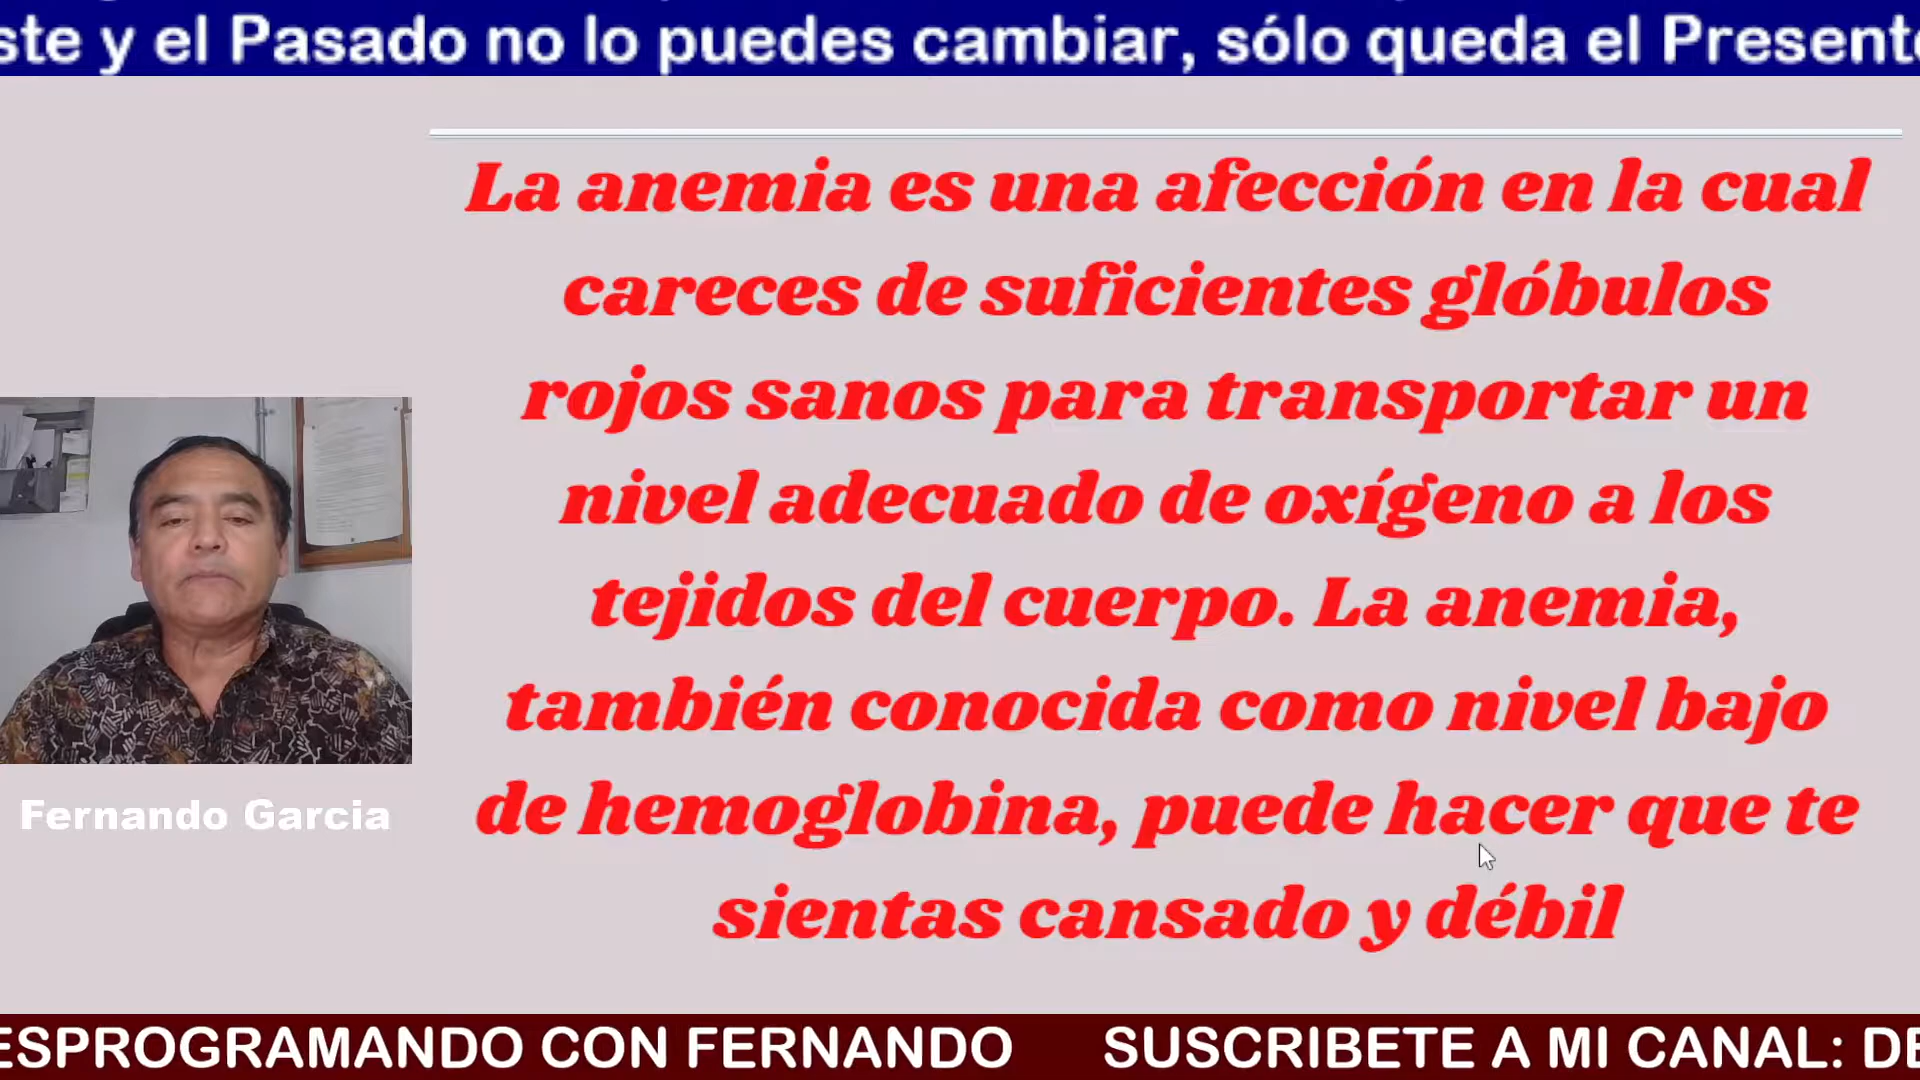 ste y el Pasado no lo puedes cambiar, sólo queda el Present
La anemia es una afección en la cual
careces de suficientes glóbulos
rojos sanos para transportar un
nivel adecuado de oxígeno a los
tejidos del cuerpo. La anemia,
también conocida como nivel bajo
de hemoglobina, puede hacer que te
sientas cansado y débil
Fernando Garcia
ESPROGRAMANDO CON FERNANDO SUSCRIBETE A MI CANAL: DE